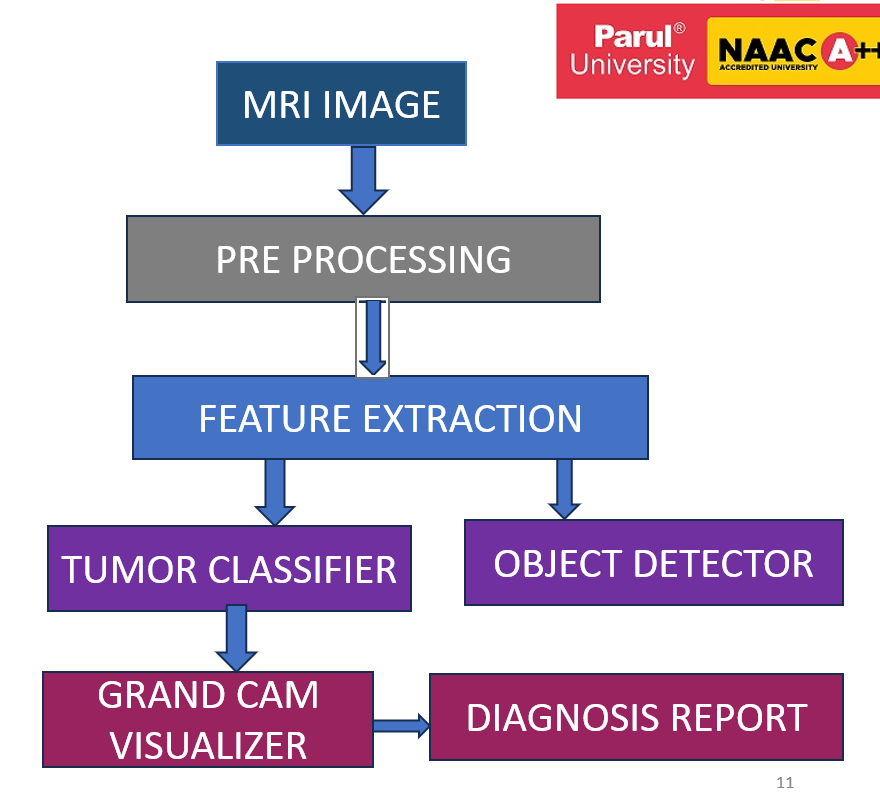 Parul®
University
NAAC A++
ACCREDITED UNIVERSITY
MRI IMAGE
PRE PROCESSING
FEATURE EXTRACTION
TUMOR CLASSIFIER
OBJECT DETECTOR
GRAND CAM
VISUALIZER
DIAGNOSIS REPORT
11